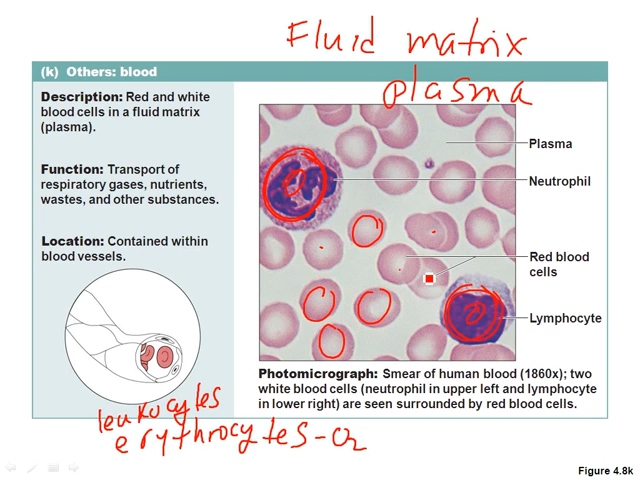 Fluid matrix
plasma
(k) Others: blood
Description: Red and white
blood cells in a fluid matrix
(plasma).
Function: Transport of
respiratory gases, nutrients,
wastes, and other substances.
Location: Contained within
blood vessels.
Plasma
Neutrophil
Red blood
cells
Lymphocyte
Photomicrograph: Smear of human blood (1860x); two
white blood cells (neutrophil in upper left and lymphocyte
in lower right) are seen surrounded by red blood cells.
leukocytes
erythrocytes-O2
Figure 4.8k